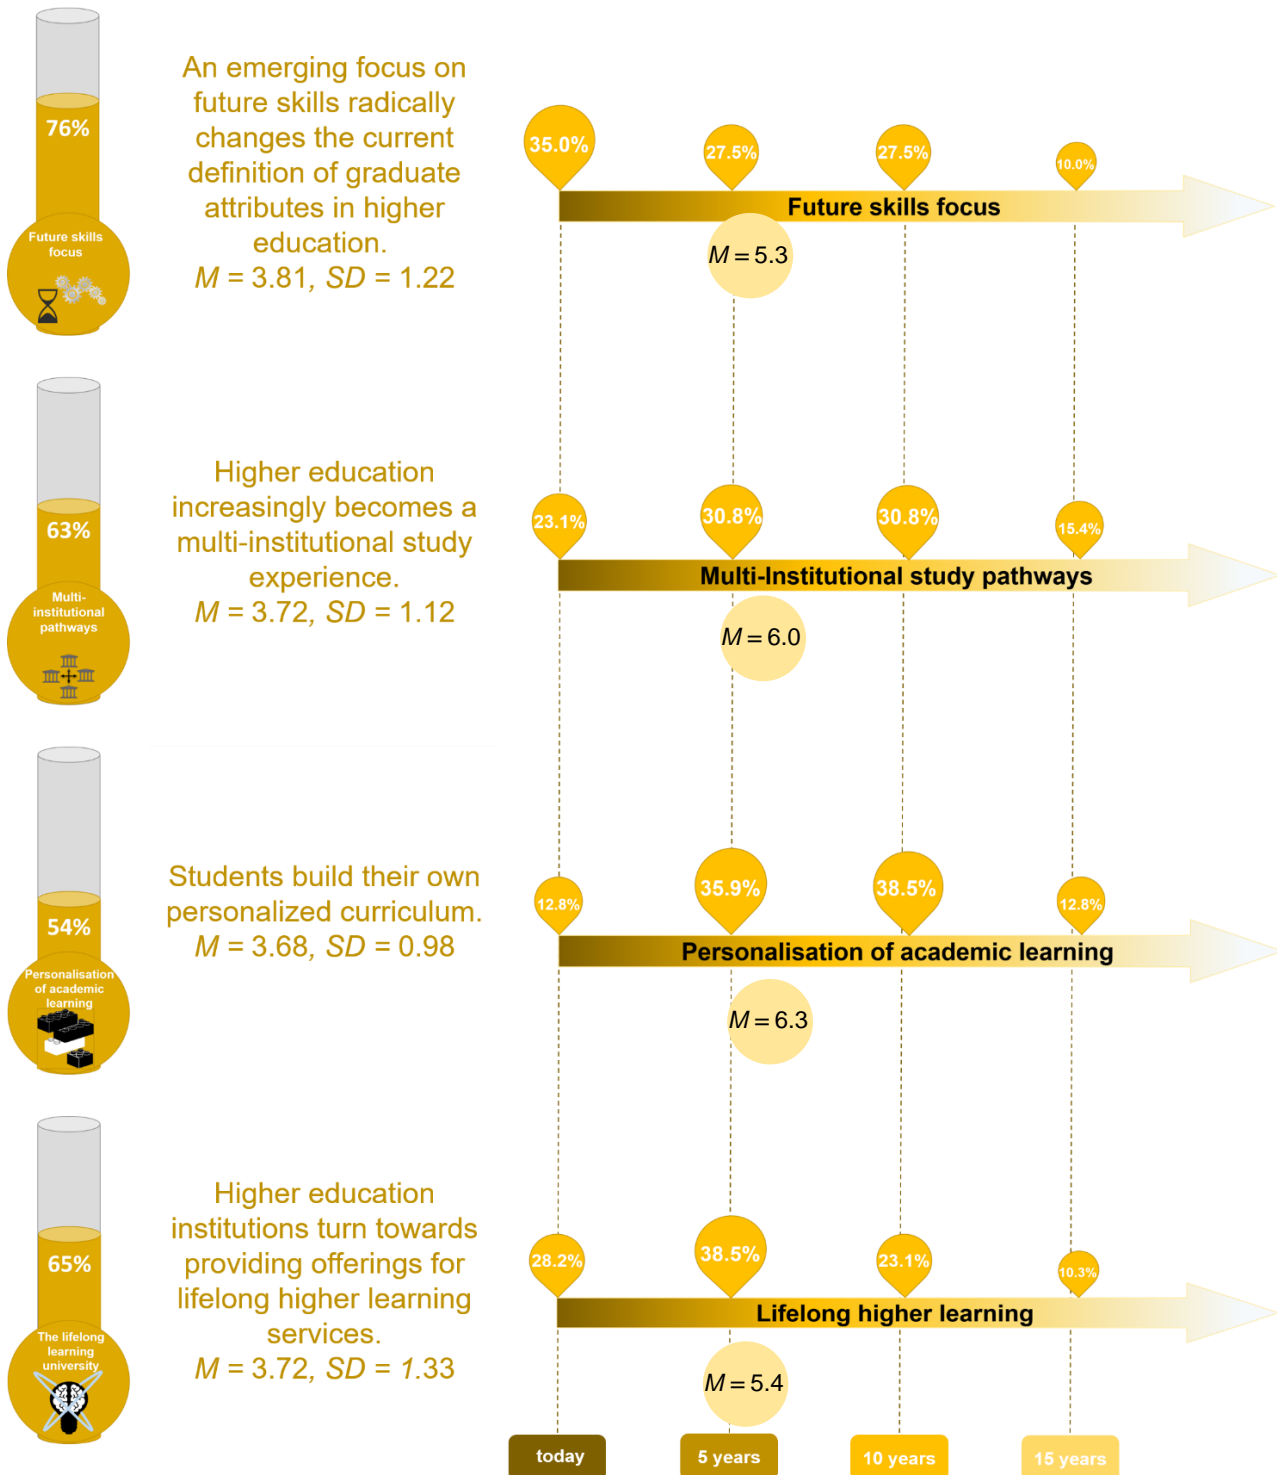 76%
Future skills
focus
An emerging focus on
future skills radically
changes the current
definition of graduate
attributes in higher
education.
M = 3.81, SD = 1.22
35.0%
27.5%
27.5%
10.0%
Future skills focus
M = 5.3
63%
Multi-
institutional
pathways
Higher education
increasingly becomes a
multi-institutional study
experience.
M = 3.72, SD = 1.12
23.1%
30.8%
30.8%
15.4%
Multi-Institutional study pathways
M = 6.0
54%
Personalisation
of academic
learning
Students build their own
personalized curriculum.
M = 3.68, SD = 0.98
12.8%
35.9%
38.5%
12.8%
Personalisation of academic learning
M = 6.3
65%
The lifelong
learning
university
Higher education
institutions turn towards
providing offerings for
lifelong higher learning
services.
M = 3.72, SD = 1.33
28.2%
38.5%
23.1%
10.3%
Lifelong higher learning
M = 5.4
today
5 years
10 years
15 years